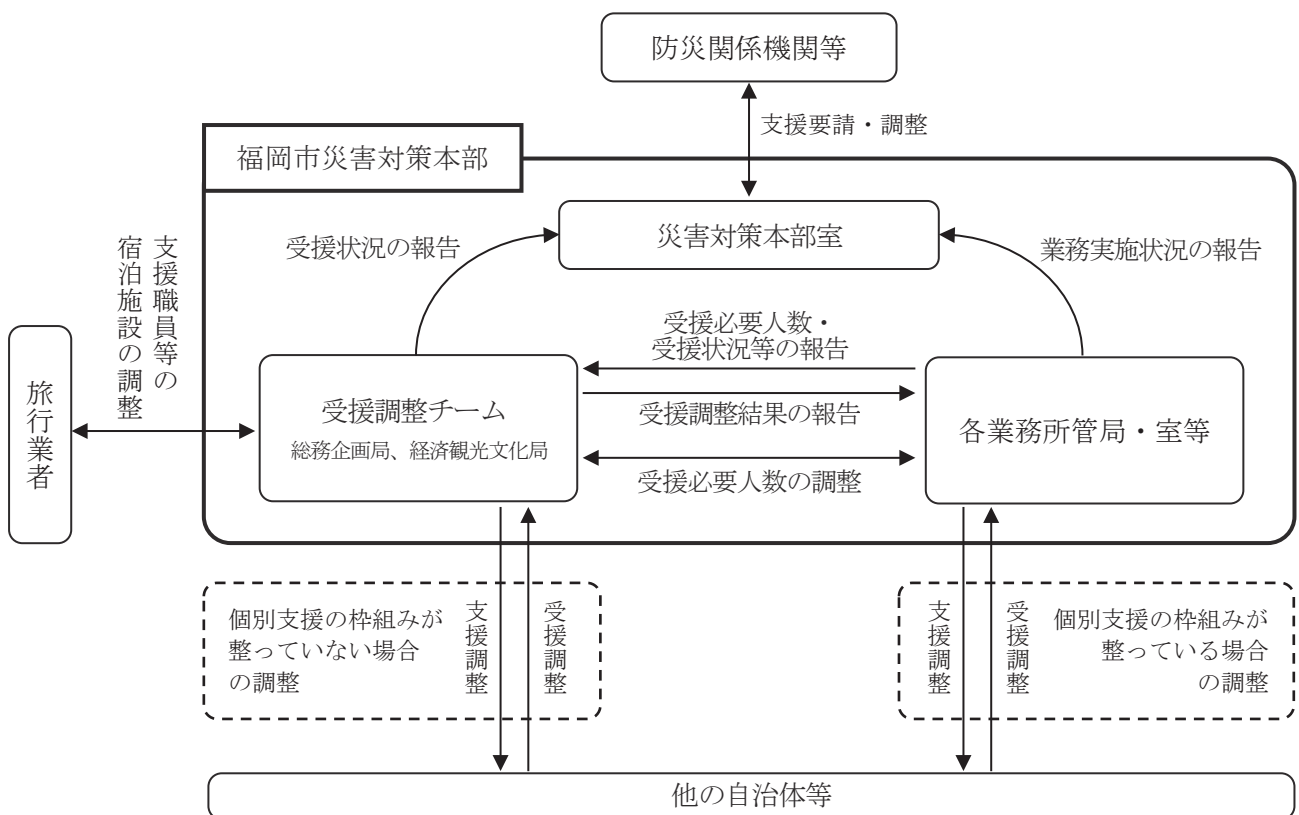 防災関係機関等
支援要請・調整
福岡市災害対策本部
災害対策本部室
受援状況の報告
業務実施状況の報告
支援職員等の
宿泊施設の調整
旅行業者
受援必要人数・
受援状況等の報告
受援調整チーム
総務企画局、経済観光文化局
受援調整結果の報告
各業務所管局・室等
受援必要人数の調整
個別支援の枠組みが
整っていない場合
の調整
支援調整
受援調整
支援調整
受援調整
個別支援の枠組みが
整っている場合
の調整
他の自治体等